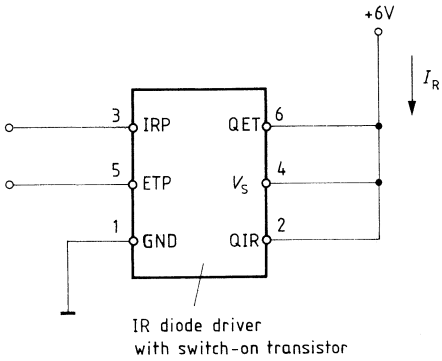 +6V
I_R
3 IRP QET 6
5 ETP V_S 4
1 GND QIR 2
IR diode driver
with switch-on transistor